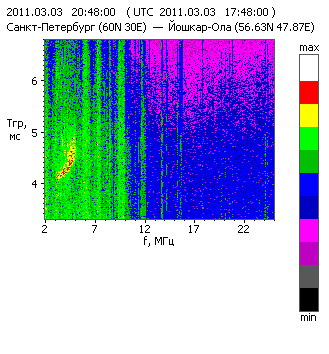 2011.03.03 20:48:00 ( UTC 2011.03.03 17:48:00 )
Санкт-Петербург (60N 30E) — Йошкар-Ола (56.63N 47.87E)
max
6
Tгр,
мс
5
4
2 7 12 17 22
f, МГц
min